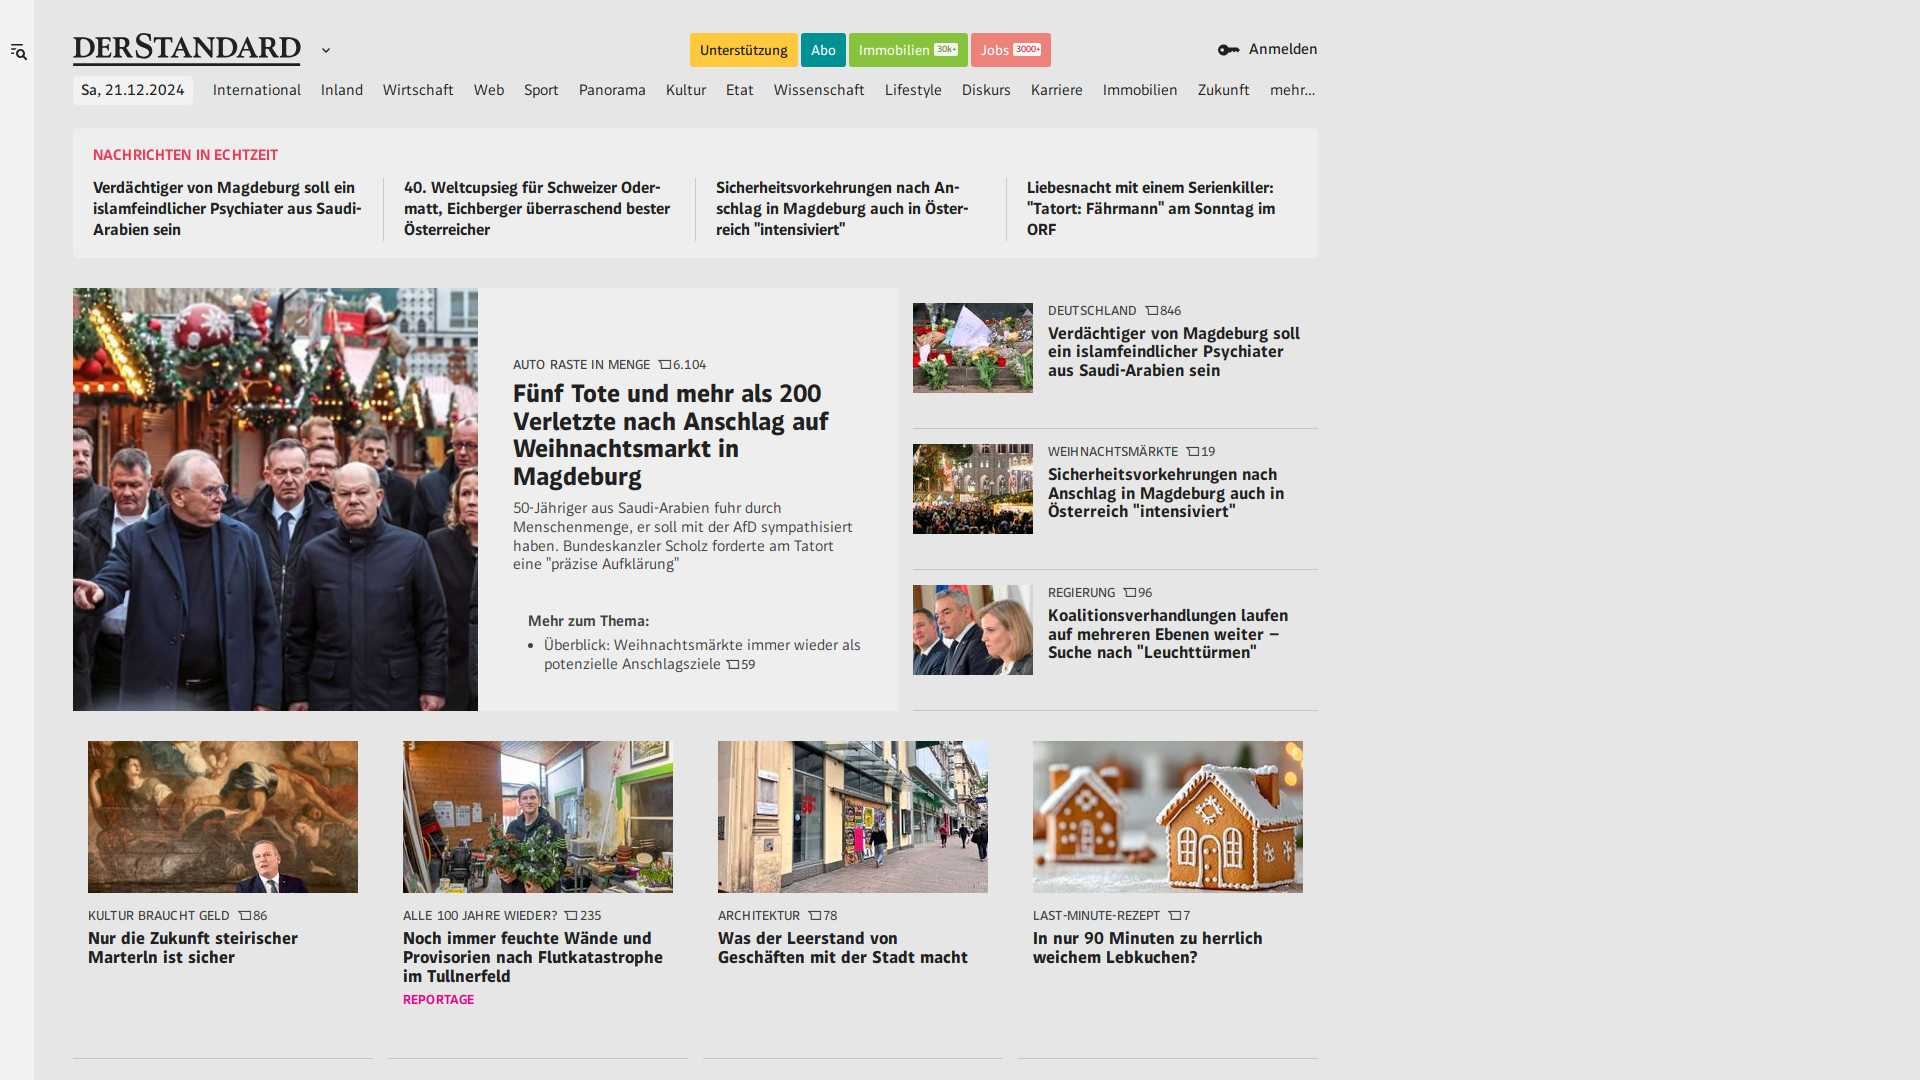 DERSTANDARD
Unterstützung
Abo
Immobilien 30k+
Jobs 3000+
Anmelden
Sa, 21.12.2024
International
Inland
Wirtschaft
Web
Sport
Panorama
Kultur
Etat
Wissenschaft
Lifestyle
Diskurs
Karriere
Immobilien
Zukunft
mehr...
NACHRICHTEN IN ECHTZEIT
Verdächtiger von Magdeburg soll ein
islamfeindlicher Psychiater aus Saudi-
Arabien sein
40. Weltcupsieg für Schweizer Oder-
matt, Eichberger überraschend bester
Österreicher
Sicherheitsvorkehrungen nach An-
schlag in Magdeburg auch in Öster-
reich "intensiviert"
Liebesnacht mit einem Serienkiller:
"Tatort: Fährmann" am Sonntag im
ORF
AUTO RASTE IN MENGE 6.104
Fünf Tote und mehr als 200
Verletzte nach Anschlag auf
Weihnachtsmarkt in
Magdeburg
50-Jähriger aus Saudi-Arabien fuhr durch
Menschenmenge, er soll mit der AfD sympathisiert
haben. Bundeskanzler Scholz forderte am Tatort
eine "präzise Aufklärung"
Mehr zum Thema:
Überblick: Weihnachtsmärkte immer wieder als
potenzielle Anschlagsziele 59
DEUTSCHLAND 846
Verdächtiger von Magdeburg soll
ein islamfeindlicher Psychiater
aus Saudi-Arabien sein
WEIHNACHTSMÄRKTE 19
Sicherheitsvorkehrungen nach
Anschlag in Magdeburg auch in
Österreich "intensiviert"
REGIERUNG 96
Koalitionsverhandlungen laufen
auf mehreren Ebenen weiter –
Suche nach "Leuchttürmen"
KULTUR BRAUCHT GELD 86
Nur die Zukunft steirischer
Marterln ist sicher
ALLE 100 JAHRE WIEDER? 235
Noch immer feuchte Wände und
Provisorien nach Flutkatastrophe
im Tullnerfeld
REPORTAGE
ARCHITEKTUR 78
Was der Leerstand von
Geschäften mit der Stadt macht
LAST-MINUTE-REZEPT 7
In nur 90 Minuten zu herrlich
weichem Lebkuchen?